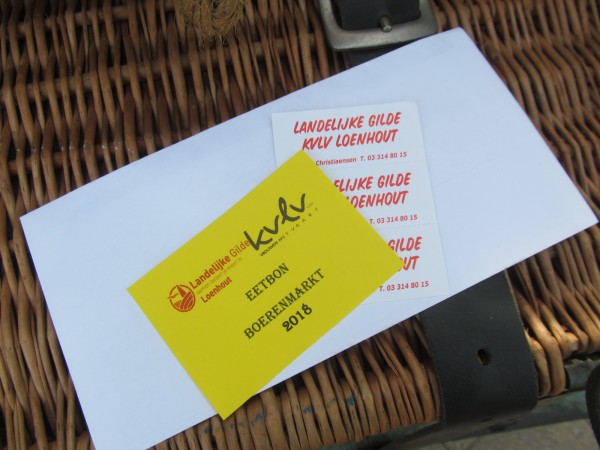 LANDELIJKE GILDE
KVLV LOENHOUT
Christiaensen T. 03 314 80 15
ELIJKE GILDE
LOENHOUT
T. 03 314 80 15
GILDE
HOUT
T. 03 314 80 15
kvlv
Landelijke Gilde
Loenhout
EETBON
BOERENMARKT
2018